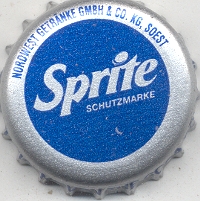 NORDWEST GETRÄNKE GMBH & CO. KG, SOEST
Sprite
SCHUTZMARKE